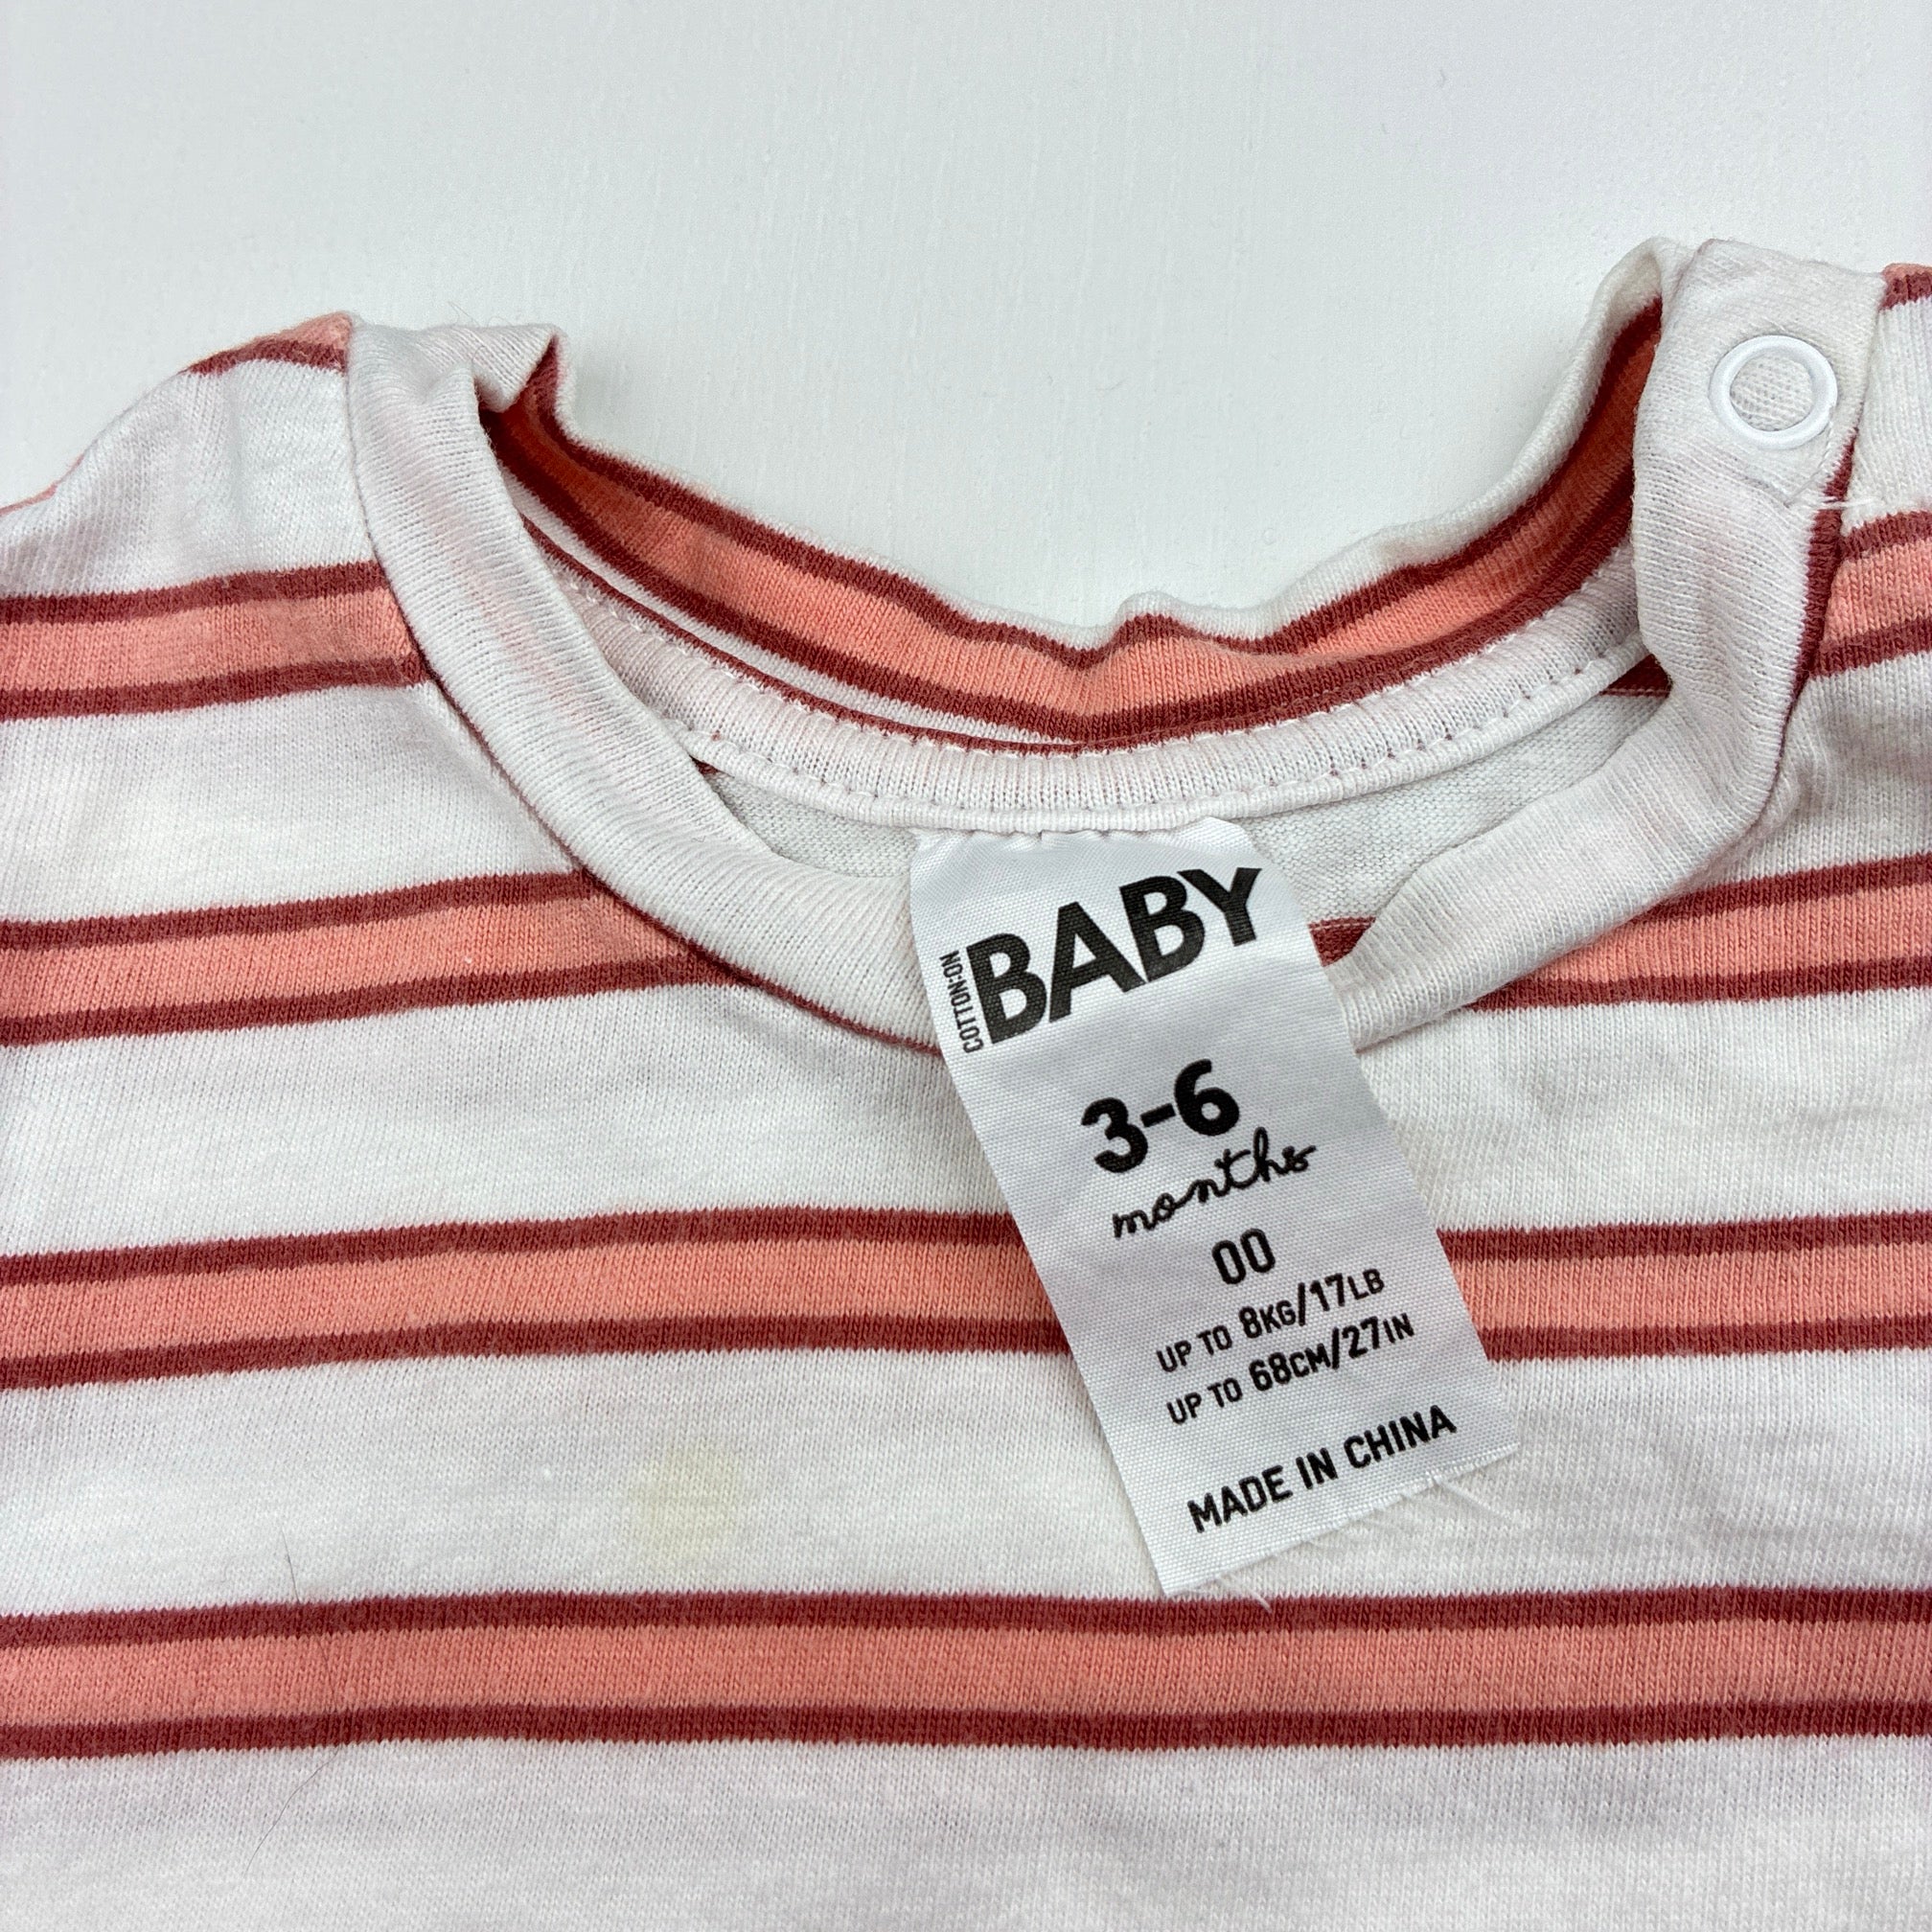 COTTON:ON
BABY
3-6
months
00
UP TO 8KG/17LB
UP TO 68CM/27IN
MADE IN CHINA